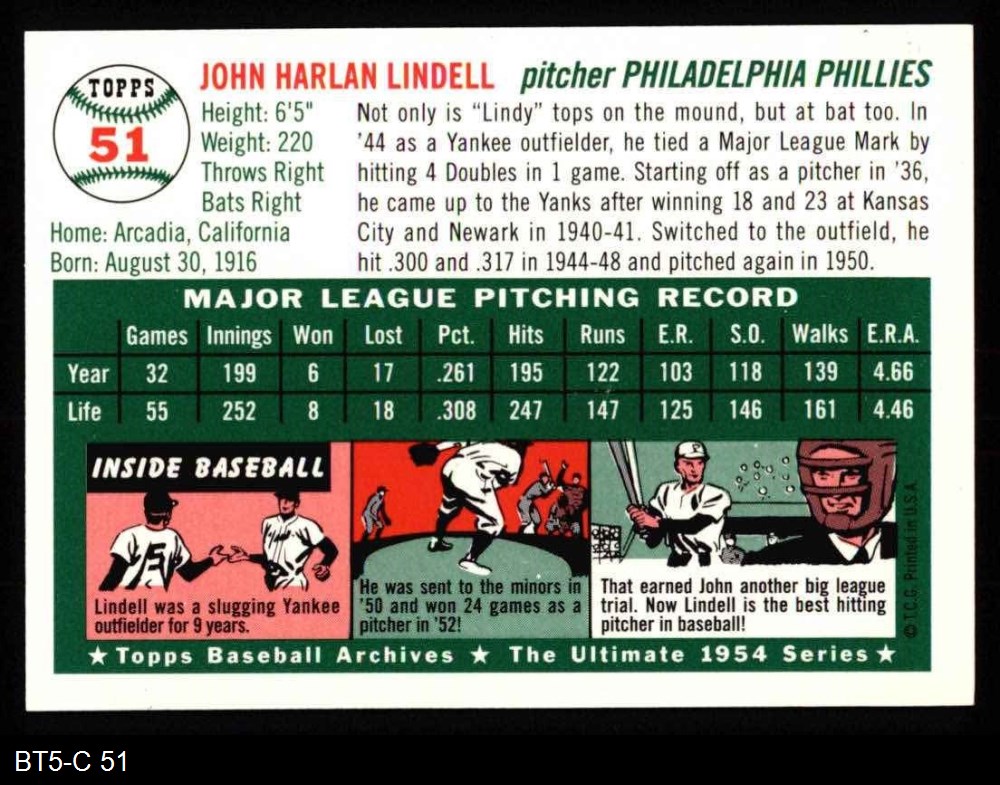 TOPPS
51
JOHN HARLAN LINDELL pitcher PHILADELPHIA PHILLIES
Height: 6'5"
Weight: 220
Throws Right
Bats Right
Home: Arcadia, California
Born: August 30, 1916
Not only is “Lindy” tops on the mound, but at bat too. In
'44 as a Yankee outfielder, he tied a Major League Mark by
hitting 4 Doubles in 1 game. Starting off as a pitcher in '36,
he came up to the Yanks after winning 18 and 23 at Kansas
City and Newark in 1940-41. Switched to the outfield, he
hit .300 and .317 in 1944-48 and pitched again in 1950.
MAJOR LEAGUE PITCHING RECORD
Games Innings Won Lost Pct. Hits Runs E.R. S.O. Walks E.R.A.
Year 32 199 6 17 .261 195 122 103 118 139 4.66
Life 55 252 8 18 .308 247 147 125 146 161 4.46
INSIDE BASEBALL
5
Lindell was a slugging Yankee
outfielder for 9 years.
He was sent to the minors in
'50 and won 24 games as a
pitcher in '52!
P
That earned John another big league
trial. Now Lindell is the best hitting
pitcher in baseball!
© T.C.G. Printed in U.S.A.
★ Topps Baseball Archives ★ The Ultimate 1954 Series ★
BT5-C 51